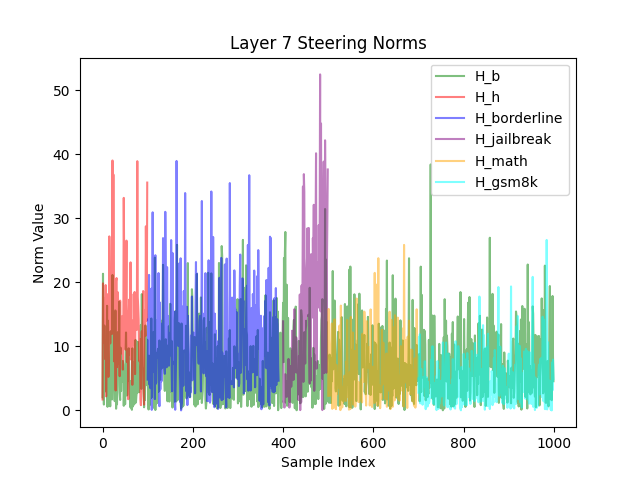 Layer 7 Steering Norms
H_b
H_h
H_borderline
H_jailbreak
H_math
H_gsm8k
Norm Value
50
40
30
20
10
0
0 200 400 600 800 1000
Sample Index